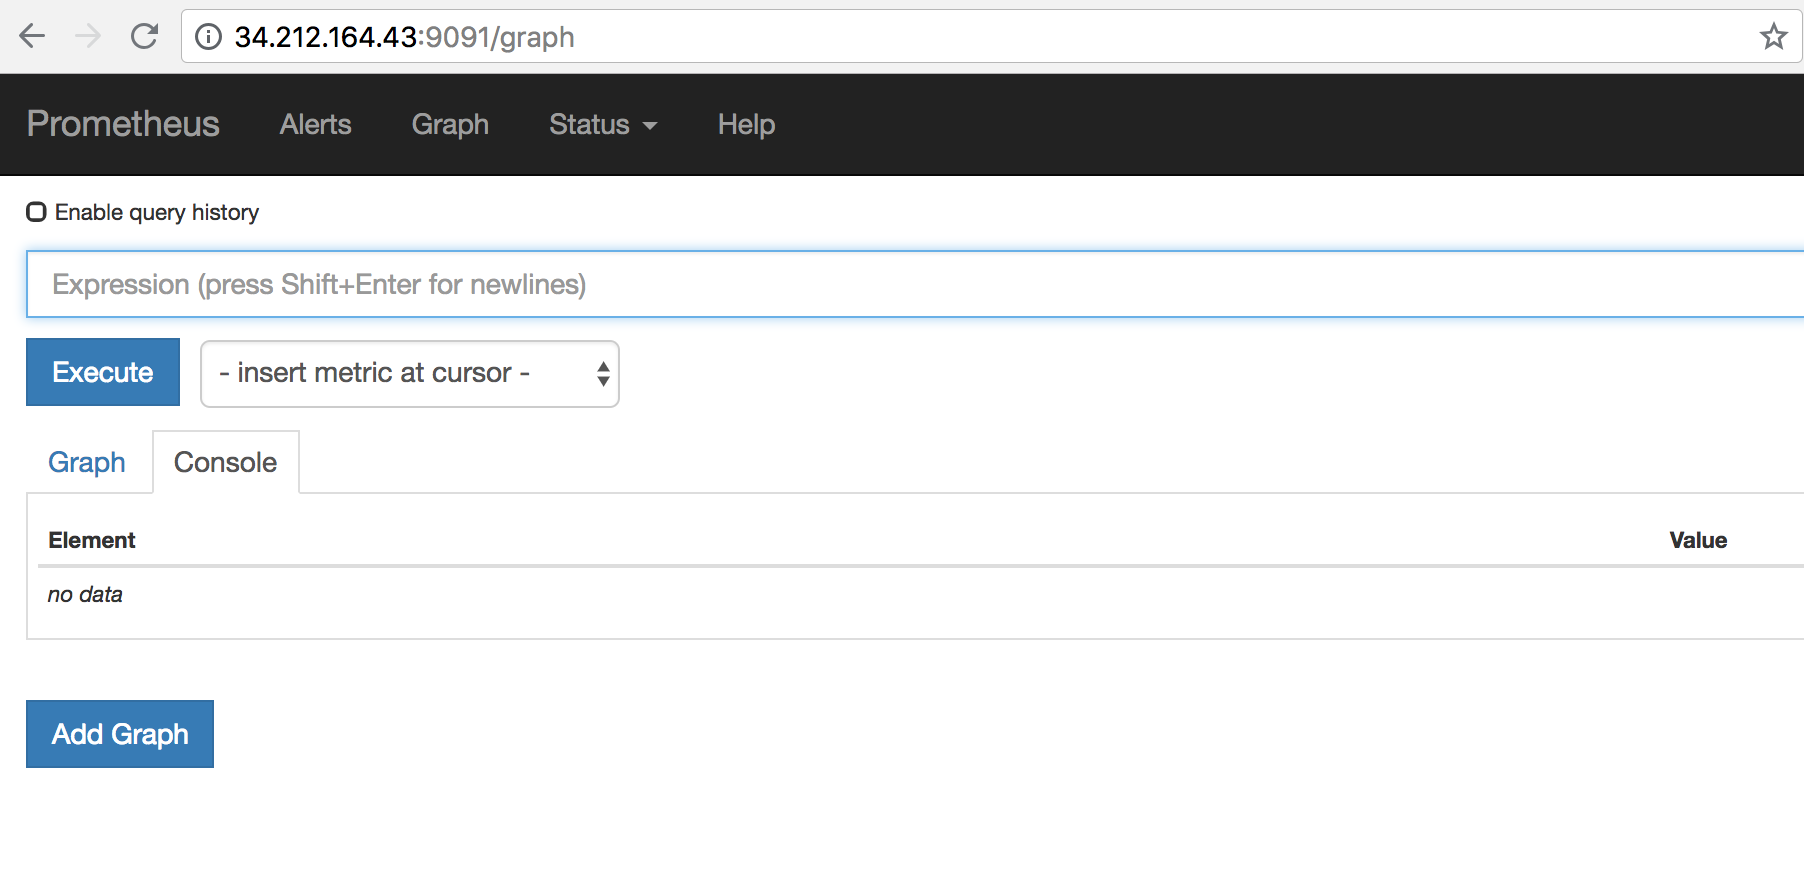 34.212.164.43:9091/graph
Prometheus Alerts Graph Status Help
Enable query history
Expression (press Shift+Enter for newlines)
Execute - insert metric at cursor -
Graph Console
Element Value
no data
Add Graph